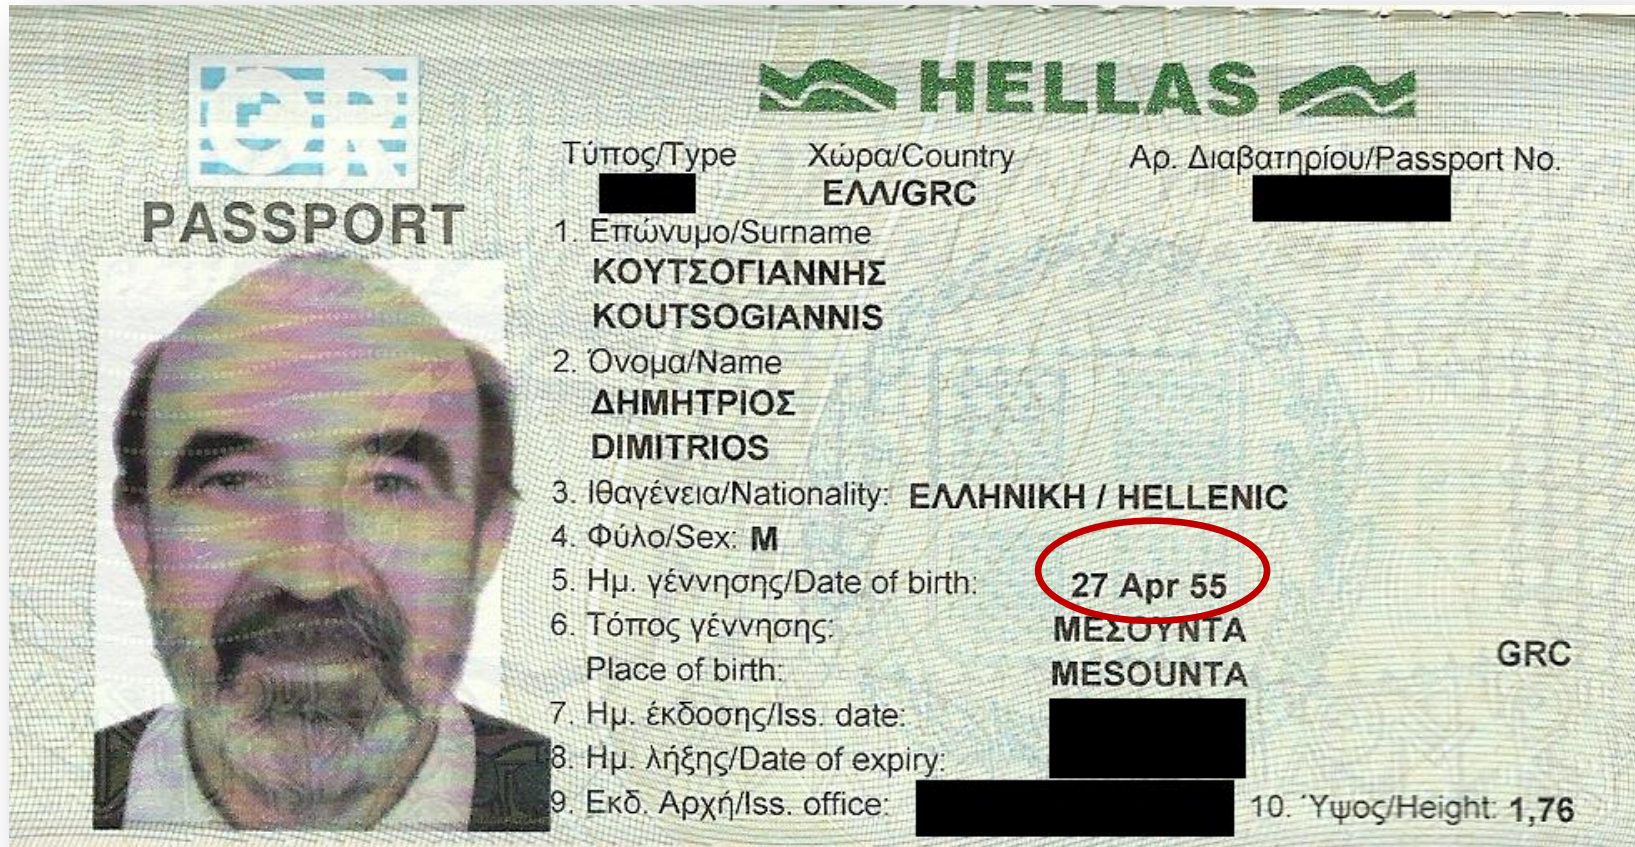 GR
HELLAS
PASSPORT
Τύπος/Type Χώρα/Country Αρ. Διαβατηρίου/Passport No.
ΕΛΛ/GRC
1. Επώνυμο/Surname
ΚΟΥΤΣΟΓΙΑΝΝΗΣ
KOUTSOGIANNIS
2. Όνομα/Name
ΔΗΜΗΤΡΙΟΣ
DIMITRIOS
3. Ιθαγένεια/Nationality: ΕΛΛΗΝΙΚΗ / HELLENIC
4. Φύλο/Sex: M
5. Ημ. γέννησης/Date of birth: 27 Apr 55
6. Τόπος γέννησης: ΜΕΣΟΥΝΤΑ
Place of birth: MESOUNTA GRC
7. Ημ. έκδοσης/Iss. date:
8. Ημ. λήξης/Date of expiry:
9. Εκδ. Αρχή/Iss. office: 10. Ύψος/Height: 1,76